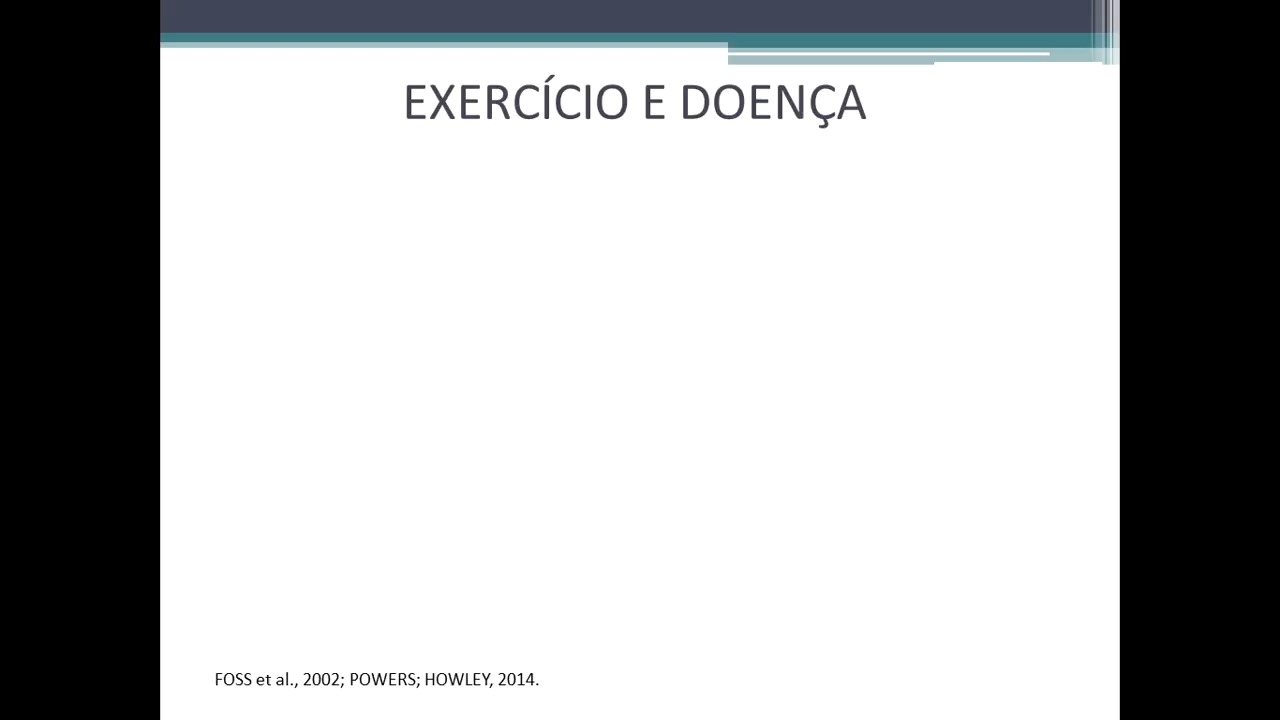 EXERCÍCIO E DOENÇA
FOSS et al., 2002; POWERS; HOWLEY, 2014.